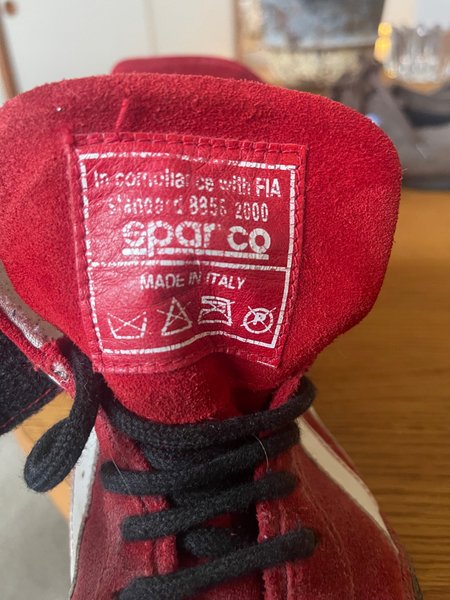 In compliance with FIA
standard 8856-2000
sparco
MADE IN ITALY
P